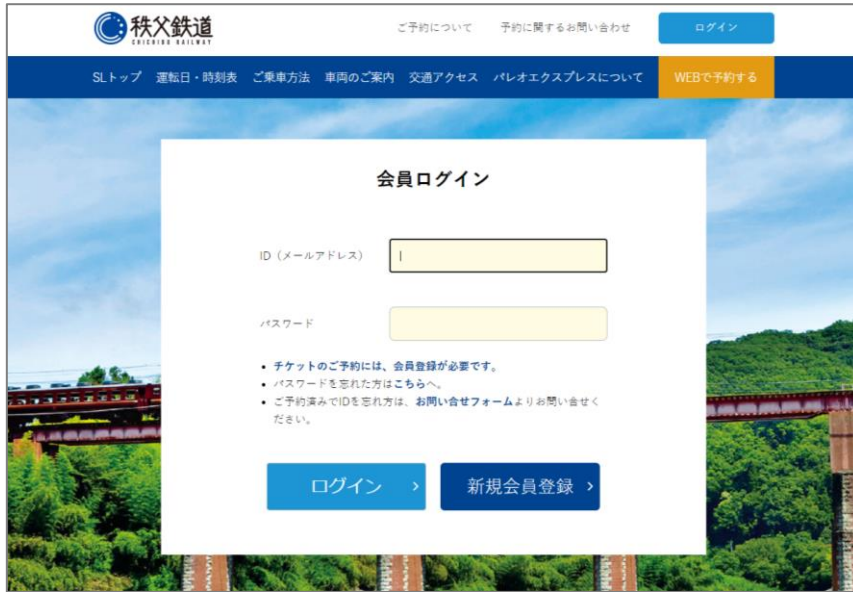 秩父鉄道
CHICHIBU RAILWAY
ご予約について 予約に関するお問い合わせ ログイン
SLトップ 運転日・時刻表 ご乗車方法 車両のご案内 交通アクセス パレオエクスプレスについて WEBで予約する
会員ログイン
ID（メールアドレス）
パスワード
• チケットのご予約には、会員登録が必要です。
• パスワードを忘れた方はこちらへ。
• ご予約済みでIDを忘れ方は、お問い合せフォームよりお問い合せく
ださい。
ログイン ›
新規会員登録 ›